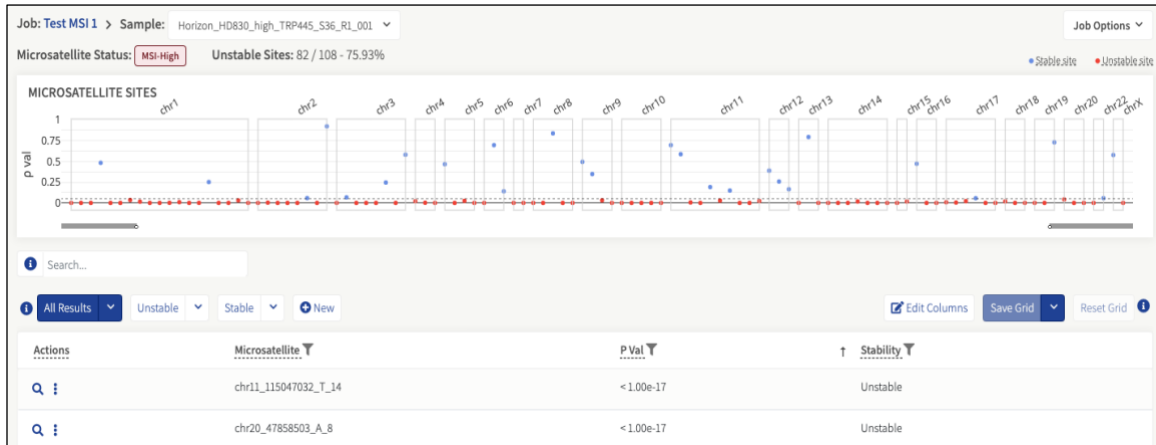 Job: Test MSI 1 > Sample: Horizon_HD830_high_TRP445_S36_R1_001
Job Options
Microsatellite Status: MSI-High Unstable Sites: 82 / 108 - 75.93%
Stable site Unstable site
MICROSATELLITE SITES
chr1 chr2 chr3 chr4 chr5 chr6 chr7 chr8 chr9 chr10 chr11 chr12 chr13 chr14 chr15 chr16 chr17 chr18 chr19 chr20 chr22 chrX
p val
1
0.75
0.5
0.25
0
Search...
All Results Unstable Stable New Edit Columns Save Grid Reset Grid
Actions Microsatellite P Val ↑ Stability
chr11_115047032_T_14 < 1.00e-17 Unstable
chr20_47858503_A_8 < 1.00e-17 Unstable